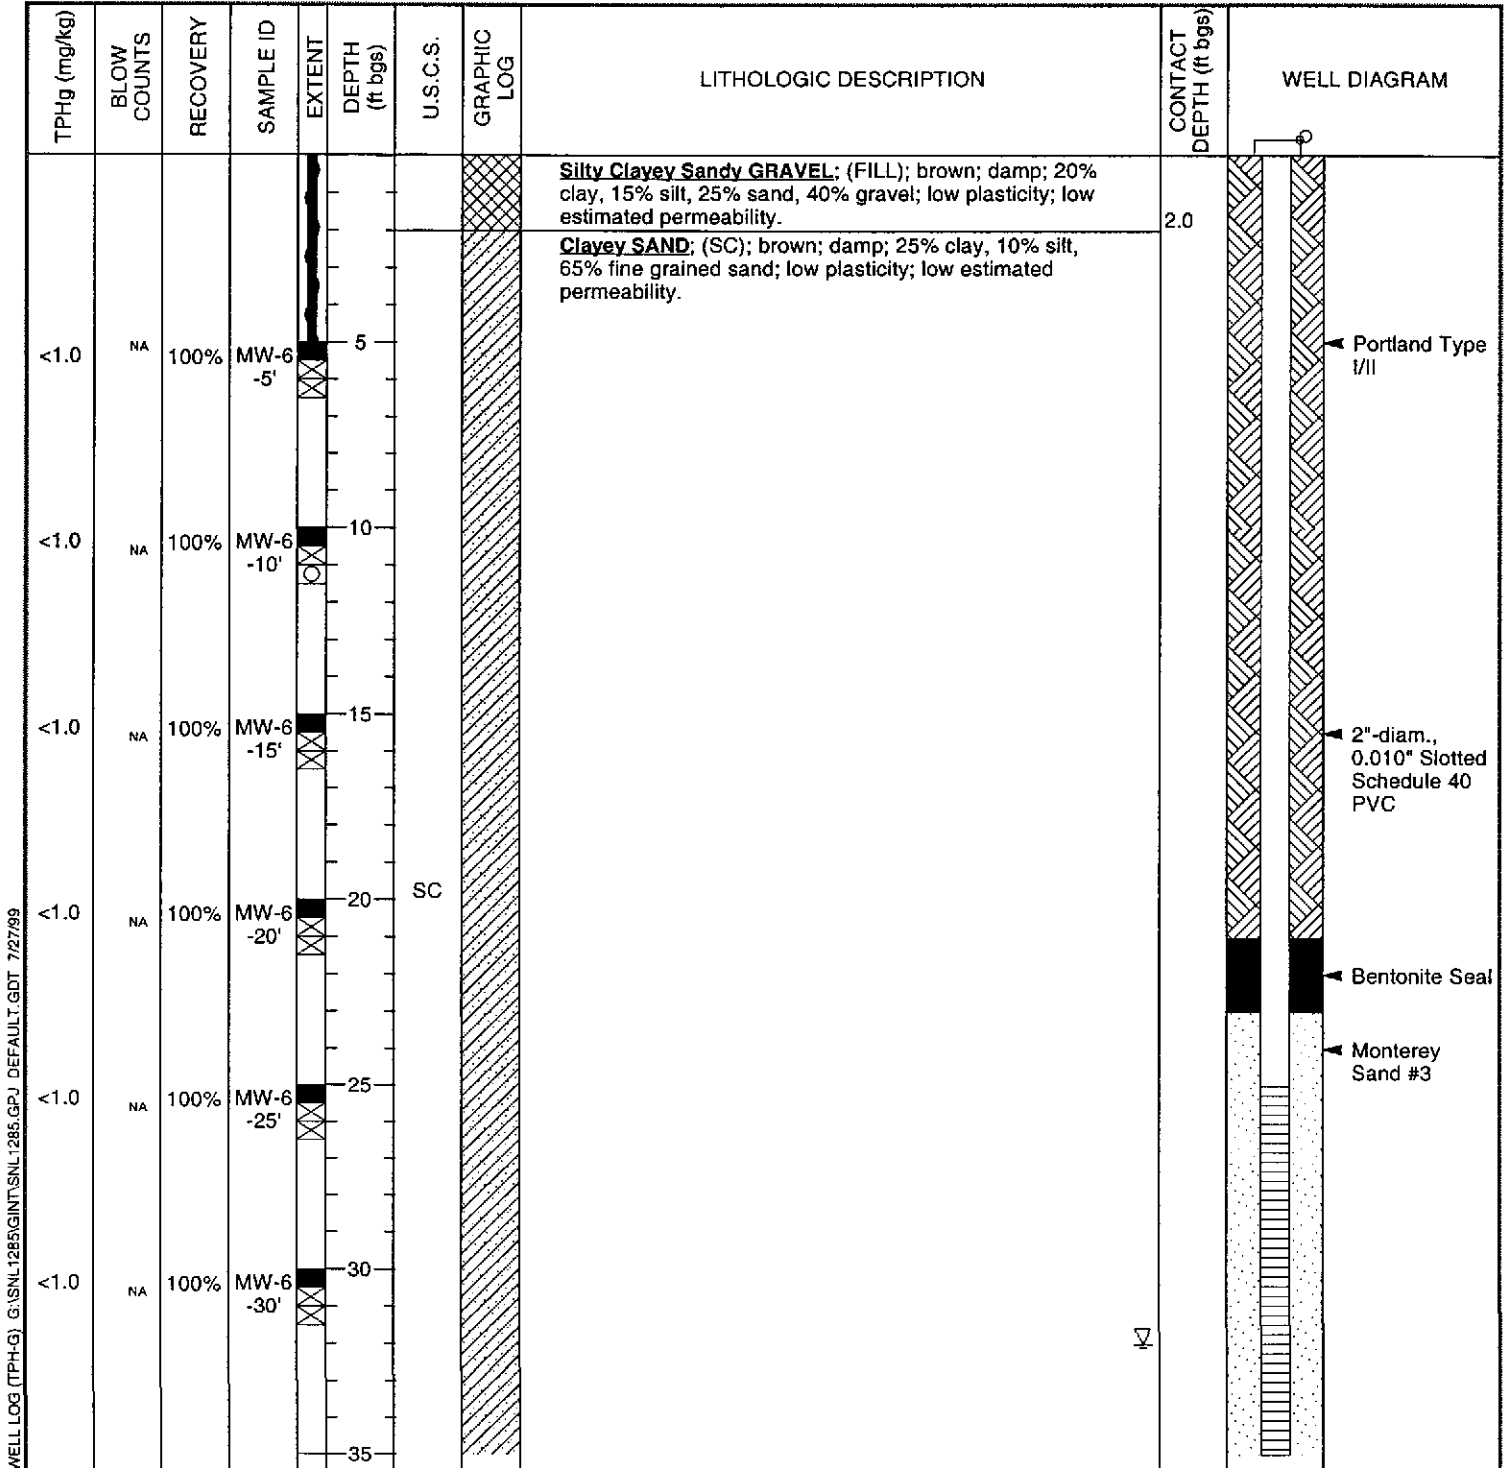 TPHg (mg/kg)
BLOW
COUNTS
RECOVERY
SAMPLE ID
EXTENT
DEPTH
(ft bgs)
U.S.C.S.
GRAPHIC
LOG
LITHOLOGIC DESCRIPTION
CONTACT
DEPTH (ft bgs)
WELL DIAGRAM
Silty Clayey Sandy GRAVEL; (FILL); brown; damp; 20%
clay, 15% silt, 25% sand, 40% gravel; low plasticity; low
estimated permeability.
2.0
Clayey SAND; (SC); brown; damp; 25% clay, 10% silt,
65% fine grained sand; low plasticity; low estimated
permeability.
<1.0 NA 100% MW-6
-5'
5
Portland Type
I/II
<1.0 NA 100% MW-6
-10'
10
<1.0 NA 100% MW-6
-15'
15
2"-diam.,
0.010" Slotted
Schedule 40
PVC
<1.0 NA 100% MW-6
-20'
20
SC
Bentonite Seal
Monterey
Sand #3
<1.0 NA 100% MW-6
-25'
25
<1.0 NA 100% MW-6
-30'
30
35
WELL LOG (TPH-G) G:\SNL1285\GINT\SNL1285.GPJ DEFAULT.GDT 7/27/99